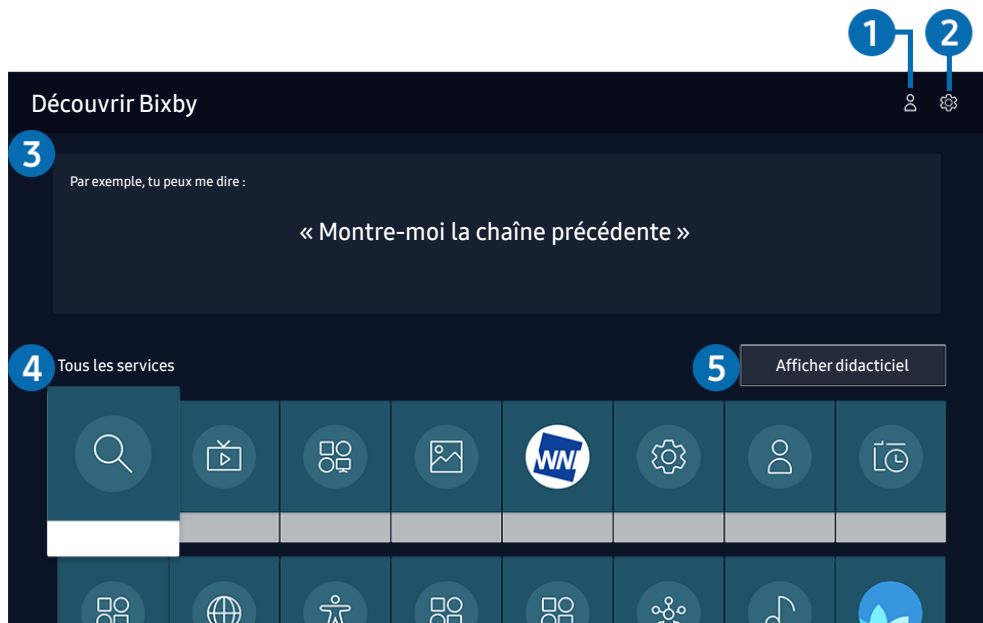 1 2
Découvrir Bixby
3
Par exemple, tu peux me dire :
« Montre-moi la chaîne précédente »
4 Tous les services
5 Afficher didacticiel
WNI